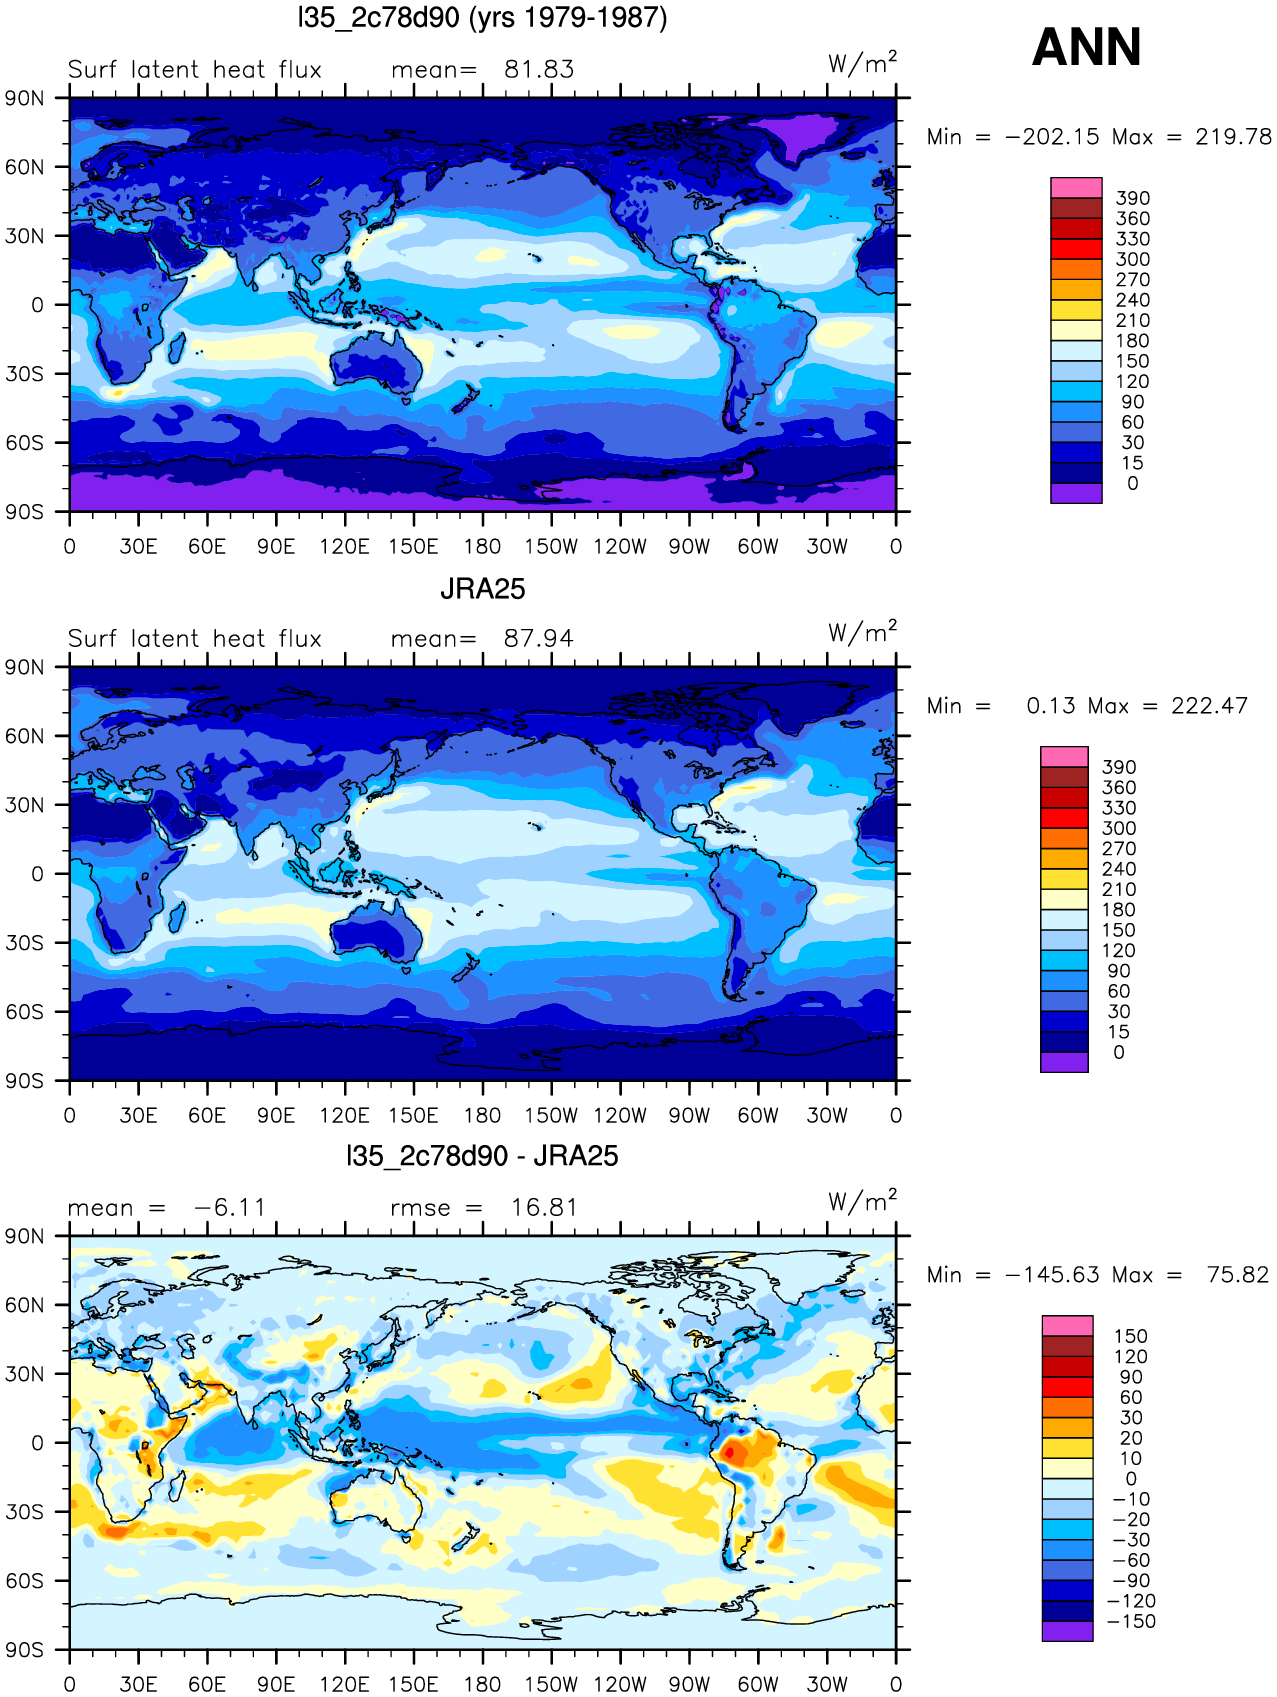 l35_2c78d90 (yrs 1979-1987)
ANN
Surf latent heat flux mean= 81.83 W/m²
Min = −202.15 Max = 219.78
90N
60N
30N
0
30S
60S
90S
0 30E 60E 90E 120E 150E 180 150W 120W 90W 60W 30W 0
390
360
330
300
270
240
210
180
150
120
90
60
30
15
0
JRA25
Surf latent heat flux mean= 87.94 W/m²
Min = 0.13 Max = 222.47
90N
60N
30N
0
30S
60S
90S
0 30E 60E 90E 120E 150E 180 150W 120W 90W 60W 30W 0
390
360
330
300
270
240
210
180
150
120
90
60
30
15
0
l35_2c78d90 - JRA25
mean = −6.11 rmse = 16.81 W/m²
Min = −145.63 Max = 75.82
90N
60N
30N
0
30S
60S
90S
0 30E 60E 90E 120E 150E 180 150W 120W 90W 60W 30W 0
150
120
90
60
30
20
10
0
−10
−20
−30
−60
−90
−120
−150